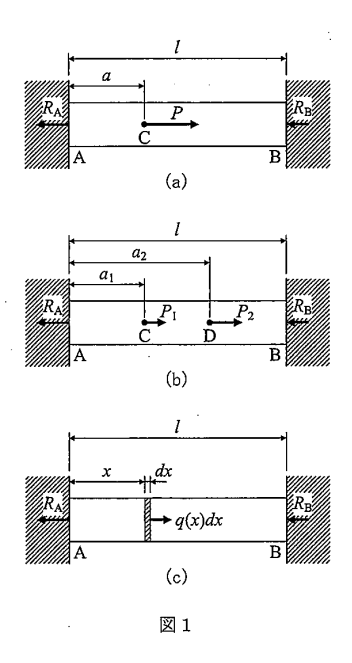 l
a
R_A
P
R_B
C
A
B
(a)
l
a_2
a_1
R_A
P_1
P_2
R_B
C
D
A
B
(b)
l
x
dx
R_A
q(x)dx
R_B
A
B
(c)
図 1